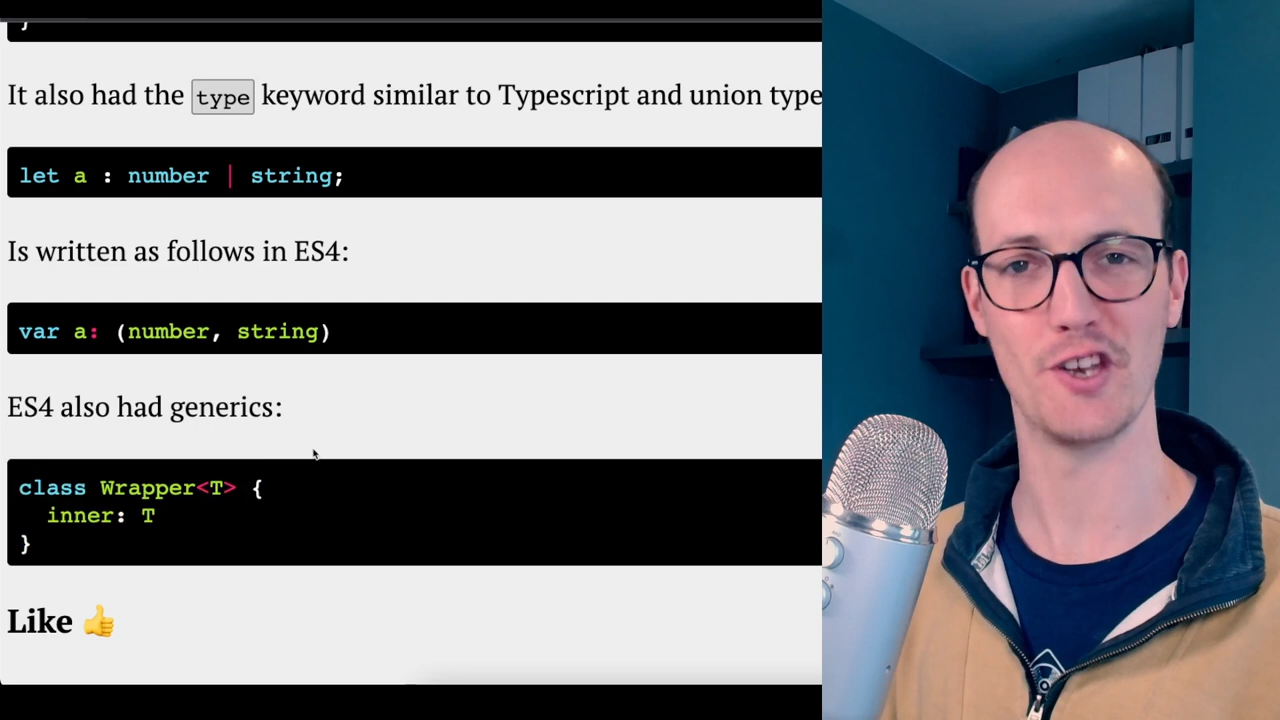 }
It also had the type keyword similar to Typescript and union type
let a : number | string;
Is written as follows in ES4:
var a: (number, string)
ES4 also had generics:
class Wrapper<T> {
inner: T
}
Like 👍